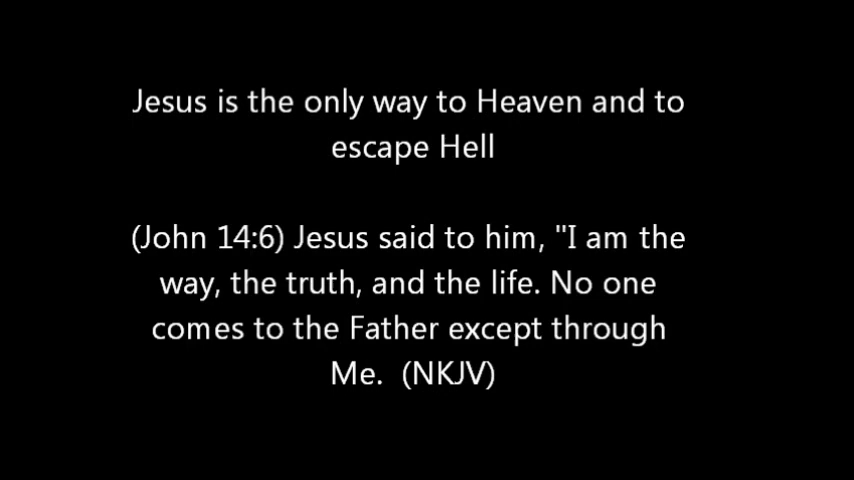 Jesus is the only way to Heaven and to
escape Hell
(John 14:6) Jesus said to him, "I am the
way, the truth, and the life. No one
comes to the Father except through
Me.  (NKJV)